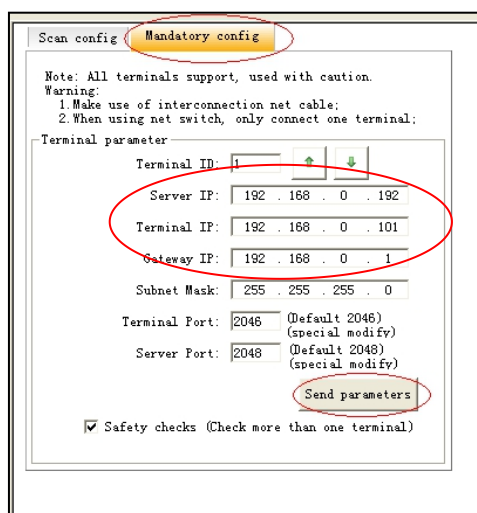 Scan config
Mandatory config
Note: All terminals support, used with caution.
Warning:
1.Make use of interconnection net cable;
2.When using net switch, only connect one terminal;
Terminal parameter
Terminal ID: 1
Server IP: 192 . 168 . 0 . 192
Terminal IP: 192 . 168 . 0 . 101
Gateway IP: 192 . 168 . 0 . 1
Subnet Mask: 255 . 255 . 255 . 0
Terminal Port: 2046 (Default 2046)
(special modify)
Server Port: 2048 (Default 2048)
(special modify)
Send parameters
Safety checks (Check more than one terminal)